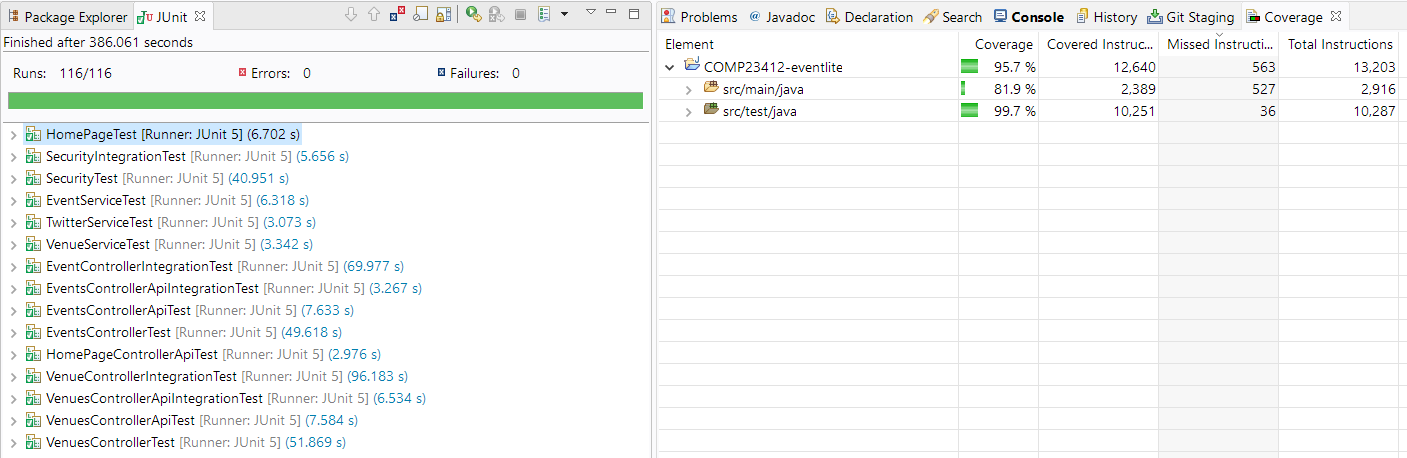 Package Explorer JUnit
Finished after 386.061 seconds
Runs: 116/116 Errors: 0 Failures: 0
HomePageTest [Runner: JUnit 5] (6.702 s)
SecurityIntegrationTest [Runner: JUnit 5] (5.656 s)
SecurityTest [Runner: JUnit 5] (40.951 s)
EventServiceTest [Runner: JUnit 5] (6.318 s)
TwitterServiceTest [Runner: JUnit 5] (3.073 s)
VenueServiceTest [Runner: JUnit 5] (3.342 s)
EventControllerIntegrationTest [Runner: JUnit 5] (69.977 s)
EventsControllerApiIntegrationTest [Runner: JUnit 5] (3.267 s)
EventsControllerApiTest [Runner: JUnit 5] (7.633 s)
EventsControllerTest [Runner: JUnit 5] (49.618 s)
HomePageControllerApiTest [Runner: JUnit 5] (2.976 s)
VenueControllerIntegrationTest [Runner: JUnit 5] (96.183 s)
VenuesControllerApiIntegrationTest [Runner: JUnit 5] (6.534 s)
VenuesControllerApiTest [Runner: JUnit 5] (7.584 s)
VenuesControllerTest [Runner: JUnit 5] (51.869 s)
Problems @ Javadoc Declaration Search Console History Git Staging Coverage
Element Coverage Covered Instruc... Missed Instructi... Total Instructions
COMP23412-eventlite 95.7 % 12,640 563 13,203
src/main/java 81.9 % 2,389 527 2,916
src/test/java 99.7 % 10,251 36 10,287